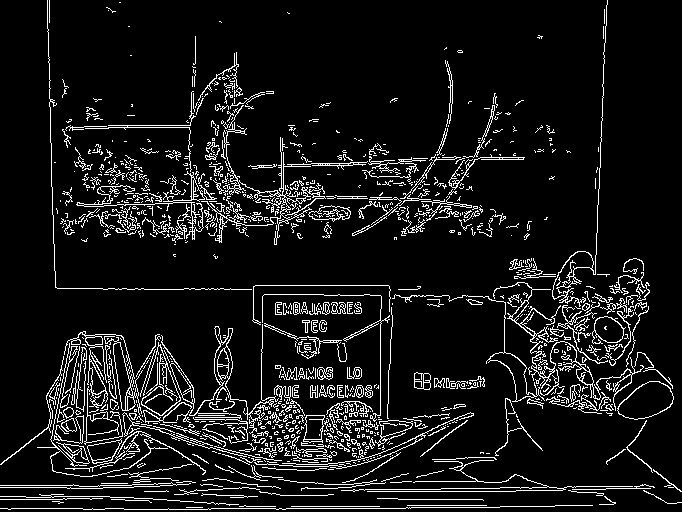 EMBAJADORES
TEC
"AMAMOS LO
QUE HACEMOS"
Microsoft